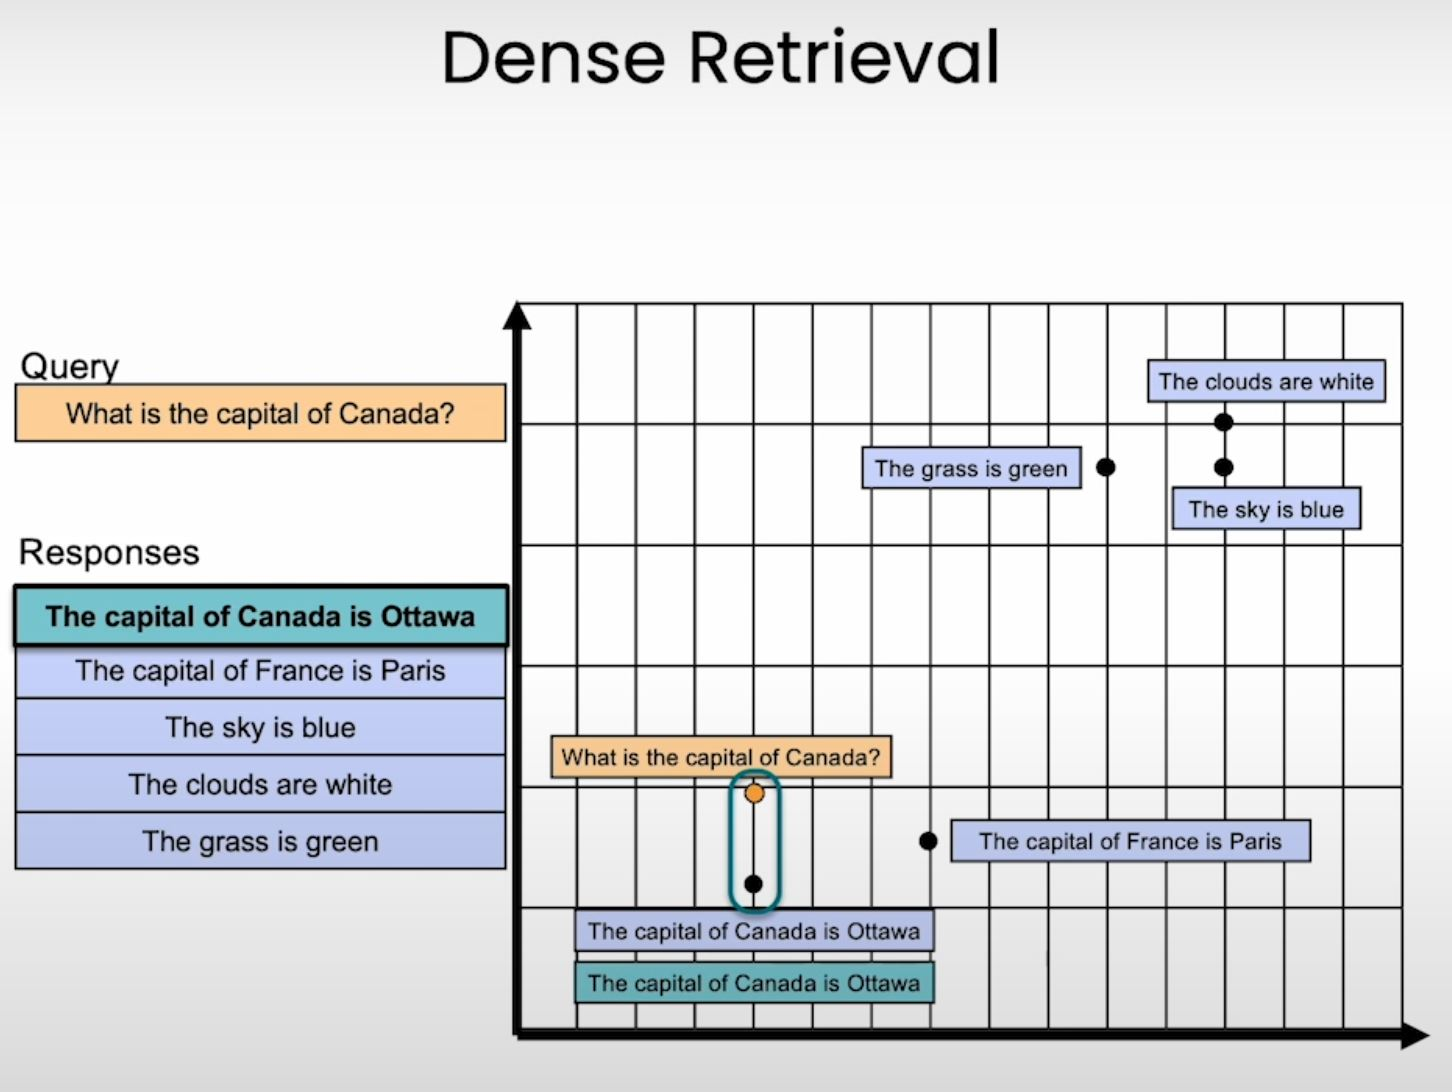 Dense Retrieval
Query
What is the capital of Canada?
Responses
The capital of Canada is Ottawa
The capital of France is Paris
The sky is blue
The clouds are white
The grass is green
The clouds are white
The grass is green
The sky is blue
What is the capital of Canada?
The capital of France is Paris
The capital of Canada is Ottawa
The capital of Canada is Ottawa